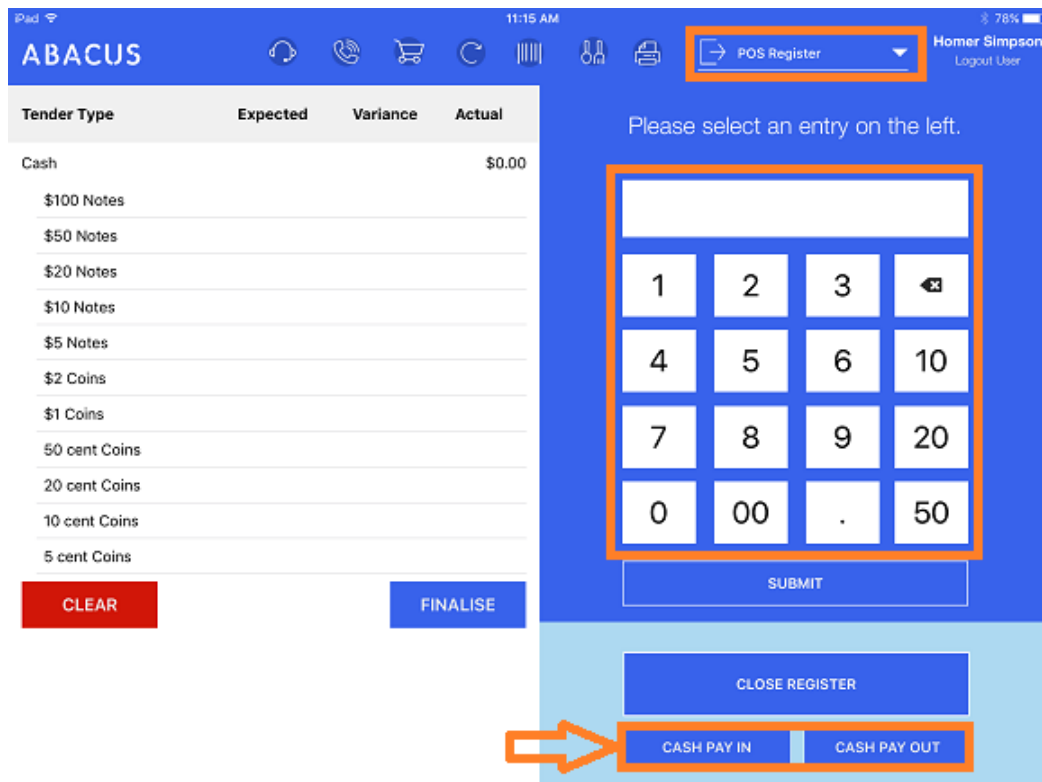 iPad 11:15 AM 78%
ABACUS POS Register Homer Simpson
Logout User
Tender Type Expected Variance Actual
Please select an entry on the left.
Cash $0.00
$100 Notes
$50 Notes
$20 Notes
$10 Notes
$5 Notes
$2 Coins
$1 Coins
50 cent Coins
20 cent Coins
10 cent Coins
5 cent Coins
CLEAR FINALISE
1 2 3
4 5 6 10
7 8 9 20
0 00 . 50
SUBMIT
CLOSE REGISTER
CASH PAY IN CASH PAY OUT